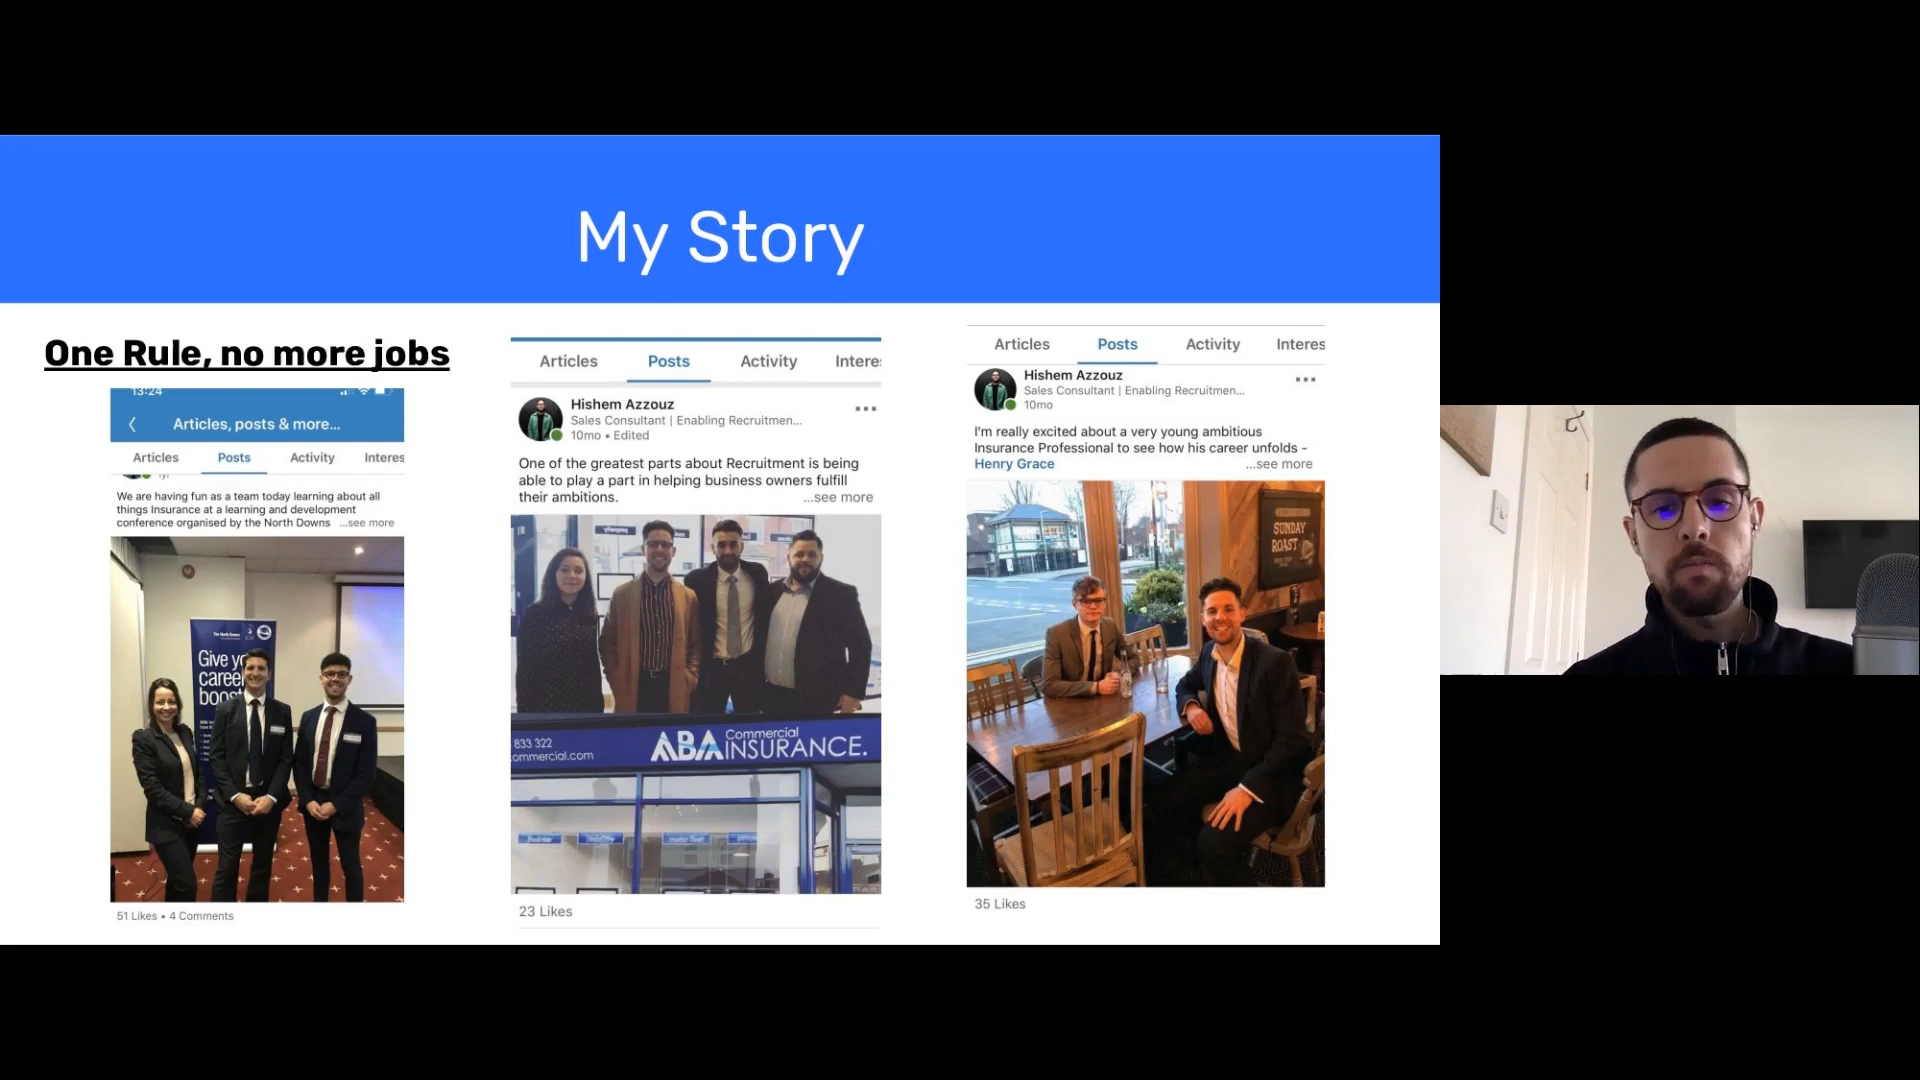 My Story
One Rule, no more jobs
13:24
Articles, posts & more...
Articles Posts Activity Interes
We are having fun as a team today learning about all
things Insurance at a learning and development
conference organised by the North Downs ...see more
The North Downs
Give yo
career
boost
51 Likes • 4 Comments
Articles Posts Activity Interes
Hishem Azzouz
Sales Consultant | Enabling Recruitmen...
10mo • Edited
One of the greatest parts about Recruitment is being
able to play a part in helping business owners fulfill
their ambitions. ...see more
833 322
ommercial.com
ABA Commercial
INSURANCE.
23 Likes
Articles Posts Activity Interes
Hishem Azzouz
Sales Consultant | Enabling Recruitmen...
10mo
I'm really excited about a very young ambitious
Insurance Professional to see how his career unfolds -
Henry Grace ...see more
SUNDAY
ROAST
35 Likes